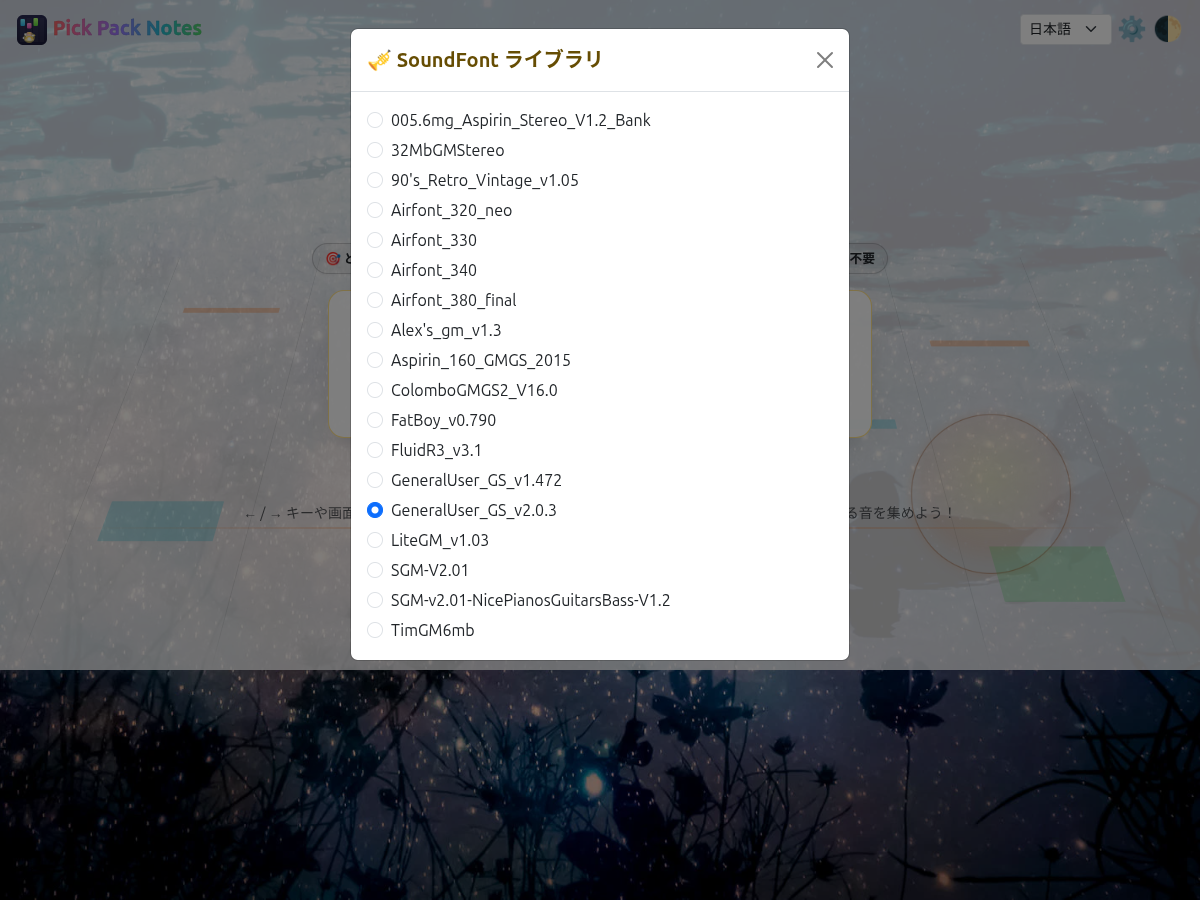 Pick Pack Notes
日本語
SoundFont ライブラリ
005.6mg_Aspirin_Stereo_V1.2_Bank
32MbGMStereo
90's_Retro_Vintage_v1.05
Airfont_320_neo
Airfont_330
Airfont_340
Airfont_380_final
Alex's_gm_v1.3
Aspirin_160_GMGS_2015
ColomboGMGS2_V16.0
FatBoy_v0.790
FluidR3_v3.1
GeneralUser_GS_v1.472
GeneralUser_GS_v2.0.3
LiteGM_v1.03
SGM-V2.01
SGM-v2.01-NicePianosGuitarsBass-V1.2
TimGM6mb
不要
← / → キーや画面 る音を集めよう！